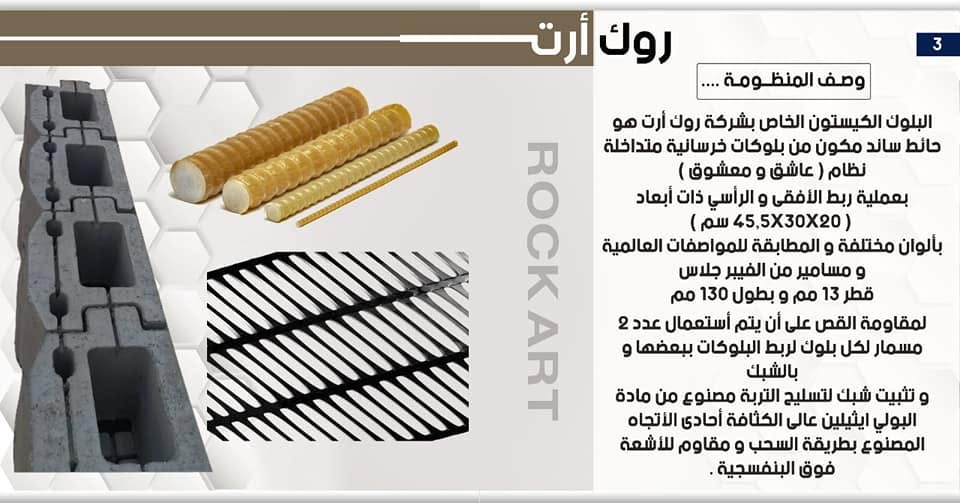 روك أرت
3
وصف المنظومة ....
البلوك الكيستون الخاص بشركة روك أرت هو
حائط ساند مكون من بلوكات خرسانية متداخلة
نظام ( عاشق و معشوق )
بعملية ربط الأفقى و الرأسي ذات أبعاد
( 45,5X30X20 سم )
بألوان مختلفة و المطابقة للمواصفات العالمية
و مسامير من الفيبر جلاس
قطر 13 مم و بطول 130 مم
لمقاومة القص على أن يتم أستعمال عدد 2
مسمار لكل بلوك لربط البلوكات ببعضها و
بالشبك
و تثبيت شبك لتسليح التربة مصنوع من مادة
البولي ايثيلين عالى الكثافة أحادى الأتجاه
المصنوع بطريقة السحب و مقاوم للأشعة
فوق البنفسجية .
ROCK ART